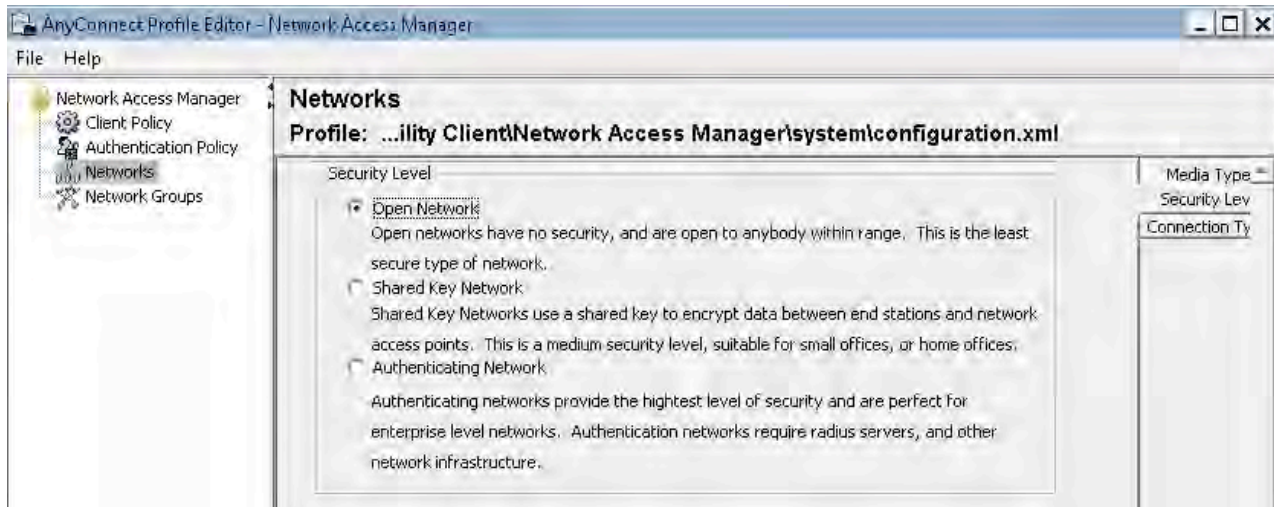 AnyConnect Profile Editor - Network Access Manager
File Help
Network Access Manager
Client Policy
Authentication Policy
Networks
Network Groups
Networks
Profile: ...ility Client\Network Access Manager\system\configuration.xml
Security Level
Open Network
Open networks have no security, and are open to anybody within range. This is the least
secure type of network.
Shared Key Network
Shared Key Networks use a shared key to encrypt data between end stations and network
access points. This is a medium security level, suitable for small offices, or home offices.
Authenticating Network
Authenticating networks provide the hightest level of security and are perfect for
enterprise level networks. Authentication networks require radius servers, and other
network infrastructure.
Media Type
Security Lev
Connection Ty